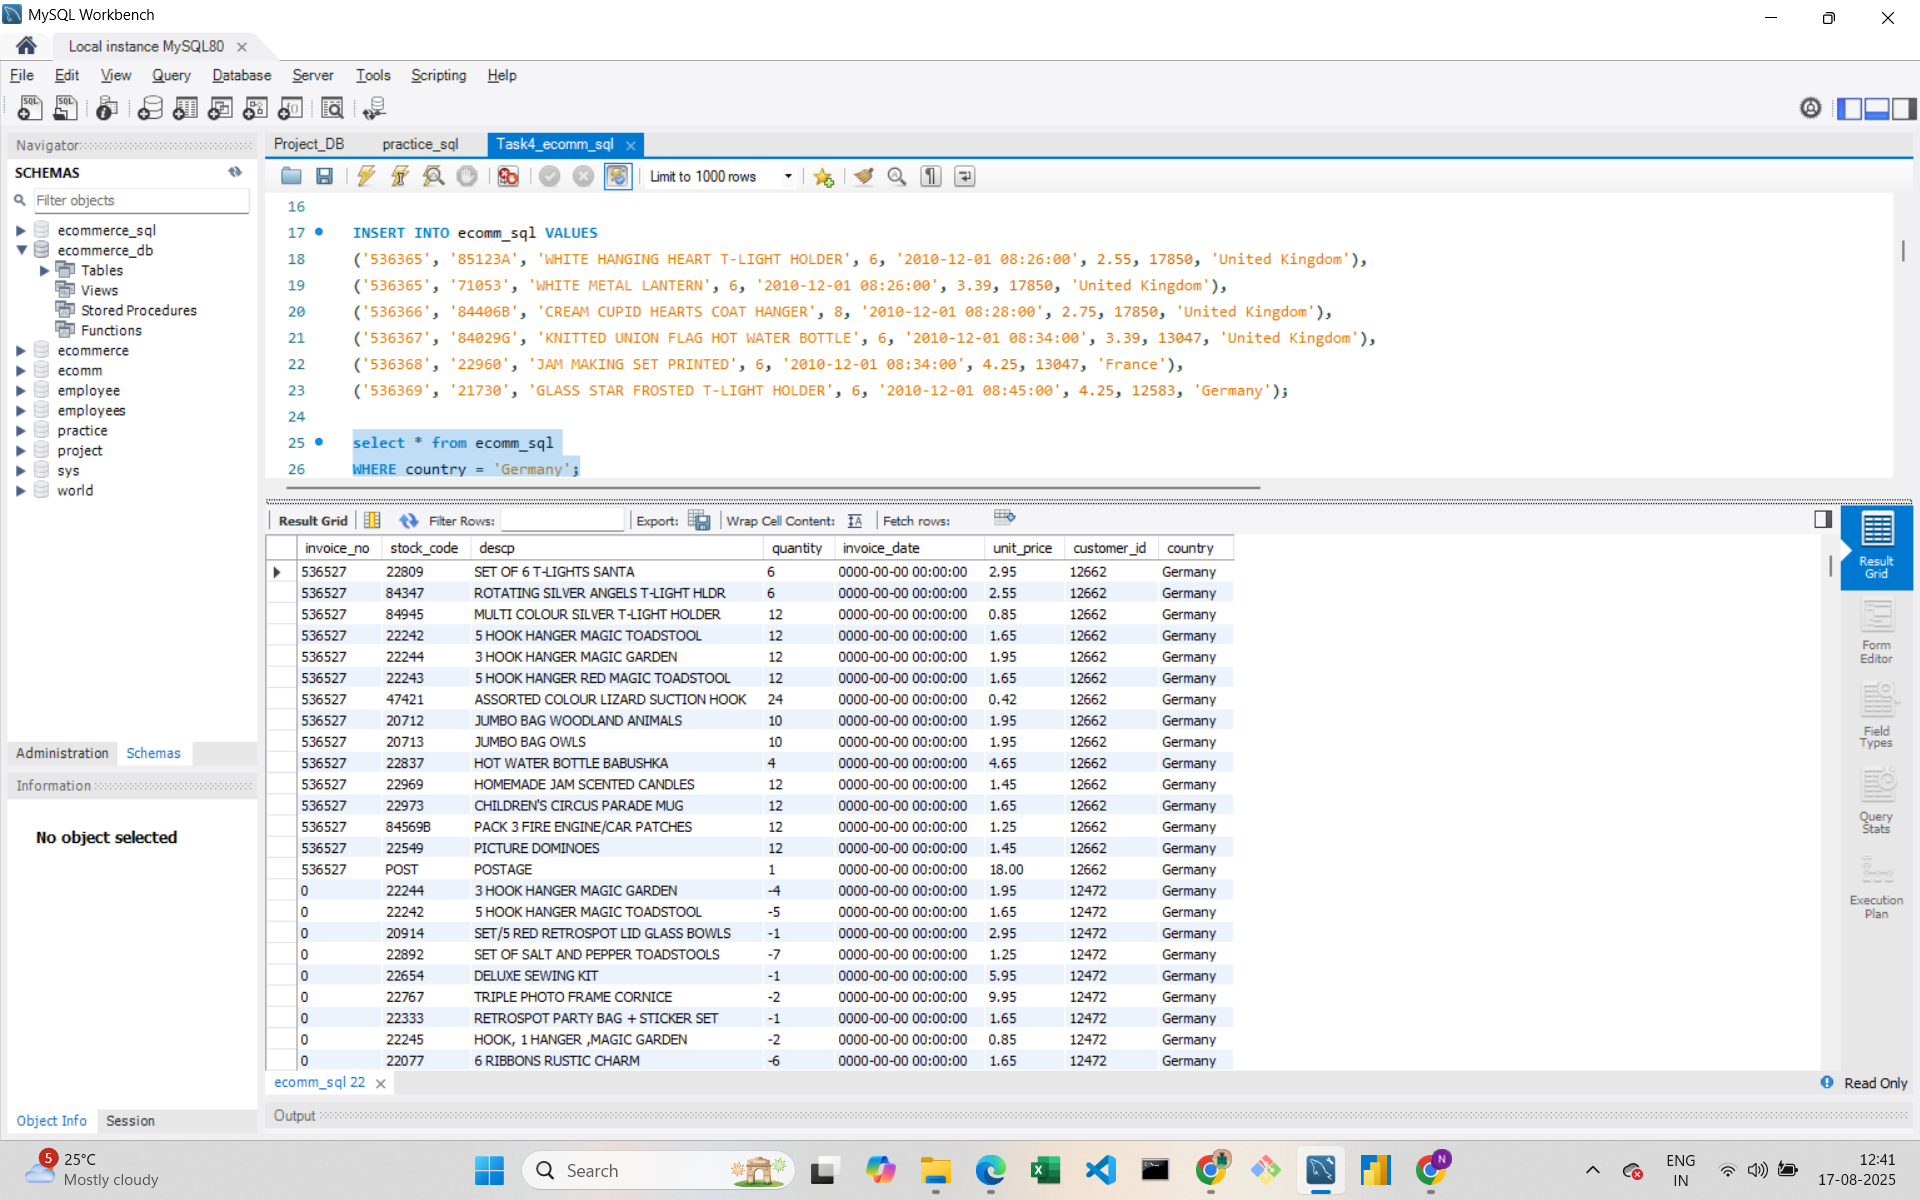 MySQL Workbench
Local instance MySQL80
File Edit View Query Database Server Tools Scripting Help
Navigator
SCHEMAS
Filter objects
ecommerce_sql
ecommerce_db
Tables
Views
Stored Procedures
Functions
ecommerce
ecomm
employee
employees
practice
project
sys
world
Administration Schemas
Information
No object selected
Object Info Session
Project_DB practice_sql Task4_ecomm_sql
Limit to 1000 rows
16
17 INSERT INTO ecomm_sql VALUES
18 ('536365', '85123A', 'WHITE HANGING HEART T-LIGHT HOLDER', 6, '2010-12-01 08:26:00', 2.55, 17850, 'United Kingdom'),
19 ('536365', '71053', 'WHITE METAL LANTERN', 6, '2010-12-01 08:26:00', 3.39, 17850, 'United Kingdom'),
20 ('536366', '84406B', 'CREAM CUPID HEARTS COAT HANGER', 8, '2010-12-01 08:28:00', 2.75, 17850, 'United Kingdom'),
21 ('536367', '84029G', 'KNITTED UNION FLAG HOT WATER BOTTLE', 6, '2010-12-01 08:34:00', 3.39, 13047, 'United Kingdom'),
22 ('536368', '22960', 'JAM MAKING SET PRINTED', 6, '2010-12-01 08:34:00', 4.25, 13047, 'France'),
23 ('536369', '21730', 'GLASS STAR FROSTED T-LIGHT HOLDER', 6, '2010-12-01 08:45:00', 4.25, 12583, 'Germany');
24
25 select * from ecomm_sql
26 WHERE country = 'Germany';
Result Grid Filter Rows: Export: Wrap Cell Content: Fetch rows:
invoice_no stock_code descp quantity invoice_date unit_price customer_id country
536527 22809 SET OF 6 T-LIGHTS SANTA 6 0000-00-00 00:00:00 2.95 12662 Germany
536527 84347 ROTATING SILVER ANGELS T-LIGHT HLDR 6 0000-00-00 00:00:00 2.55 12662 Germany
536527 84945 MULTI COLOUR SILVER T-LIGHT HOLDER 12 0000-00-00 00:00:00 0.85 12662 Germany
536527 22242 5 HOOK HANGER MAGIC TOADSTOOL 12 0000-00-00 00:00:00 1.65 12662 Germany
536527 22244 3 HOOK HANGER MAGIC GARDEN 12 0000-00-00 00:00:00 1.95 12662 Germany
536527 22243 5 HOOK HANGER RED MAGIC TOADSTOOL 12 0000-00-00 00:00:00 1.65 12662 Germany
536527 47421 ASSORTED COLOUR LIZARD SUCTION HOOK 24 0000-00-00 00:00:00 0.42 12662 Germany
536527 20712 JUMBO BAG WOODLAND ANIMALS 10 0000-00-00 00:00:00 1.95 12662 Germany
536527 20713 JUMBO BAG OWLS 10 0000-00-00 00:00:00 1.95 12662 Germany
536527 22837 HOT WATER BOTTLE BABUSHKA 4 0000-00-00 00:00:00 4.65 12662 Germany
536527 22969 HOMEMADE JAM SCENTED CANDLES 12 0000-00-00 00:00:00 1.45 12662 Germany
536527 22973 CHILDREN'S CIRCUS PARADE MUG 12 0000-00-00 00:00:00 1.65 12662 Germany
536527 84569B PACK 3 FIRE ENGINE/CAR PATCHES 12 0000-00-00 00:00:00 1.25 12662 Germany
536527 22549 PICTURE DOMINOES 12 0000-00-00 00:00:00 1.45 12662 Germany
536527 POST POSTAGE 1 0000-00-00 00:00:00 18.00 12662 Germany
0 22244 3 HOOK HANGER MAGIC GARDEN -4 0000-00-00 00:00:00 1.95 12472 Germany
0 22242 5 HOOK HANGER MAGIC TOADSTOOL -5 0000-00-00 00:00:00 1.65 12472 Germany
0 20914 SET/5 RED RETROSPOT LID GLASS BOWLS -1 0000-00-00 00:00:00 2.95 12472 Germany
0 22892 SET OF SALT AND PEPPER TOADSTOOLS -7 0000-00-00 00:00:00 1.25 12472 Germany
0 22654 DELUXE SEWING KIT -1 0000-00-00 00:00:00 5.95 12472 Germany
0 22767 TRIPLE PHOTO FRAME CORNICE -2 0000-00-00 00:00:00 9.95 12472 Germany
0 22333 RETROSPOT PARTY BAG + STICKER SET -1 0000-00-00 00:00:00 1.65 12472 Germany
0 22245 HOOK, 1 HANGER ,MAGIC GARDEN -2 0000-00-00 00:00:00 0.85 12472 Germany
0 22077 6 RIBBONS RUSTIC CHARM -6 0000-00-00 00:00:00 1.65 12472 Germany
Result
Grid
Form
Editor
Field
Types
Query
Stats
Execution
Plan
ecomm_sql 22
Read Only
Output
5
25°C
Mostly cloudy
Search
N
ENG
IN
12:41
17-08-2025